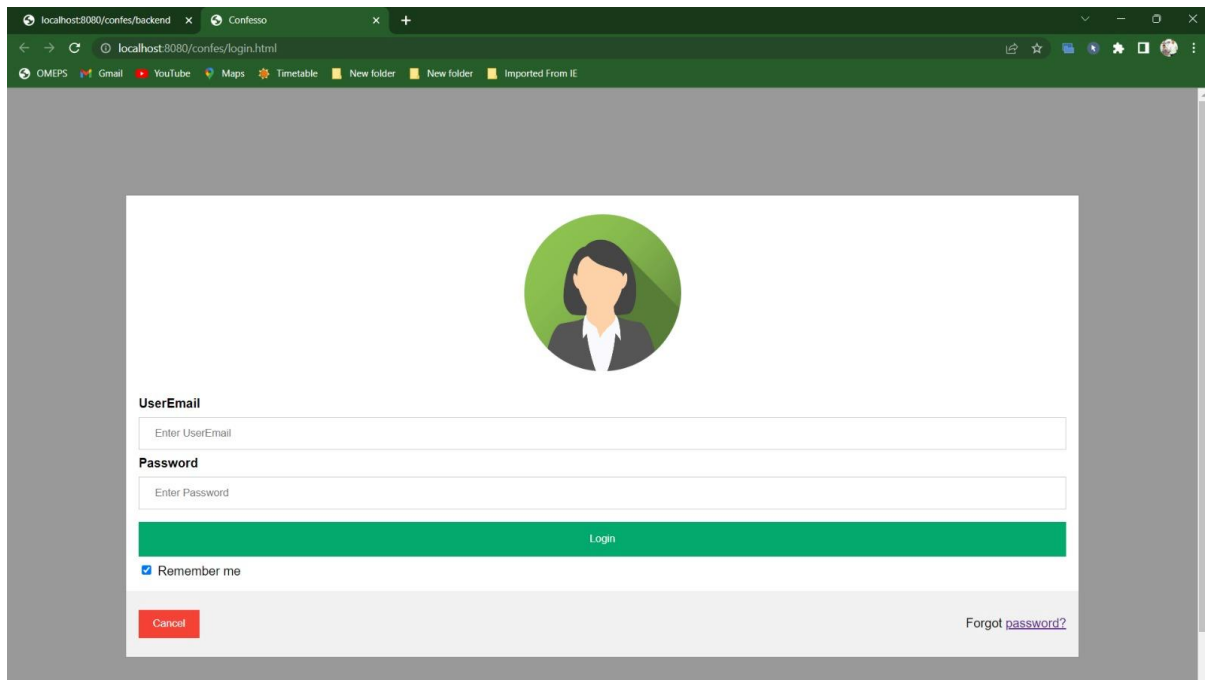 localhost:8080/confes/backend
Confesso
localhost:8080/confes/login.html
OMEPS Gmail YouTube Maps Timetable New folder New folder Imported From IE
UserEmail
Enter UserEmail
Password
Enter Password
Login
Remember me
Cancel Forgot password?